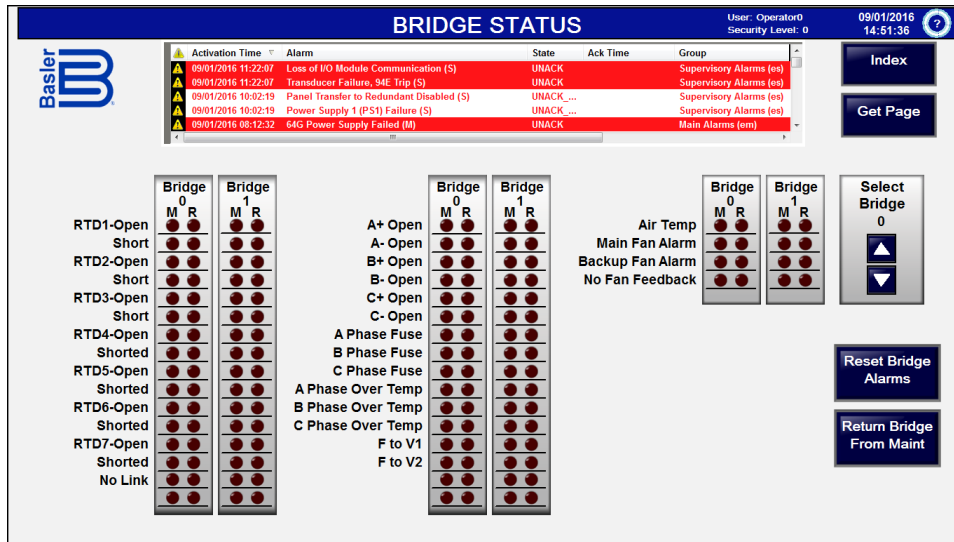 BRIDGE STATUS
User: Operator0
Security Level: 0
09/01/2016
14:51:36
?
Basler
Activation Time Alarm State Ack Time Group
09/01/2016 11:22:07 Loss of I/O Module Communication (S) UNACK Supervisory Alarms (es)
09/01/2016 11:22:07 Transducer Failure, 94E Trip (S) UNACK Supervisory Alarms (es)
09/01/2016 10:02:19 Panel Transfer to Redundant Disabled (S) UNACK_... Supervisory Alarms (es)
09/01/2016 10:02:19 Power Supply 1 (PS1) Failure (S) UNACK_... Supervisory Alarms (es)
09/01/2016 08:12:32 64G Power Supply Failed (M) UNACK Main Alarms (em)
Index
Get Page
Bridge 0
M R
Bridge 1
M R
RTD1-Open
Short
RTD2-Open
Short
RTD3-Open
Short
RTD4-Open
Shorted
RTD5-Open
Shorted
RTD6-Open
Shorted
RTD7-Open
Shorted
No Link
Bridge 0
M R
Bridge 1
M R
A+ Open
A- Open
B+ Open
B- Open
C+ Open
C- Open
A Phase Fuse
B Phase Fuse
C Phase Fuse
A Phase Over Temp
B Phase Over Temp
C Phase Over Temp
F to V1
F to V2
Bridge 0
M R
Bridge 1
M R
Air Temp
Main Fan Alarm
Backup Fan Alarm
No Fan Feedback
Select
Bridge
0
Reset Bridge
Alarms
Return Bridge
From Maint